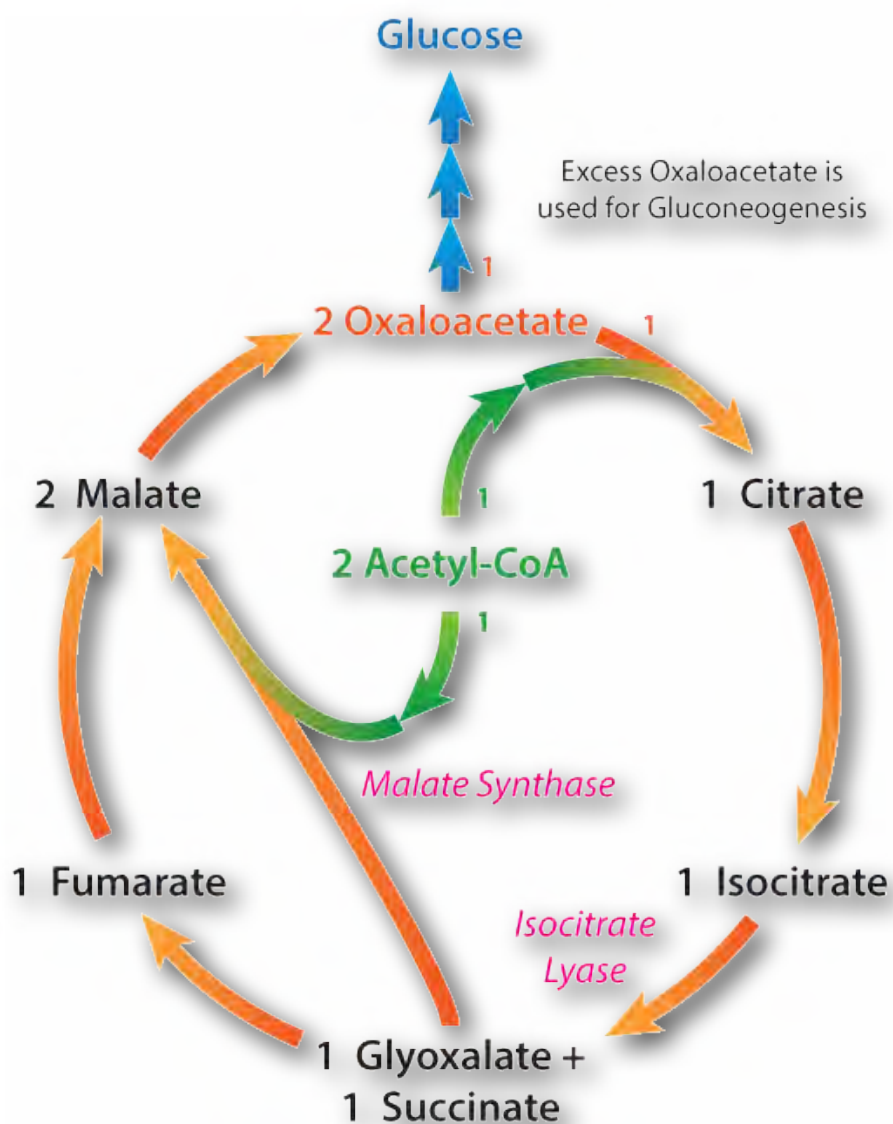 Glucose
Excess Oxaloacetate is
used for Gluconeogenesis
1
2 Oxaloacetate
1
2 Malate
1 Citrate
1
2 Acetyl-CoA
1
Malate Synthase
1 Fumarate
1 Isocitrate
Isocitrate
Lyase
1 Glyoxalate +
1 Succinate